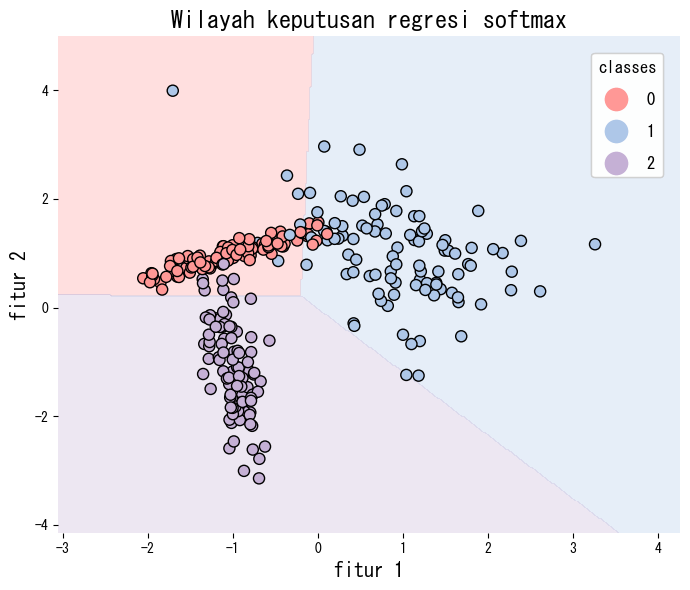 Wilayah keputusan regresi softmax
classes
0
1
2
fitur 2
4
2
0
-2
-4
-3 -2 -1 0 1 2 3 4
fitur 1